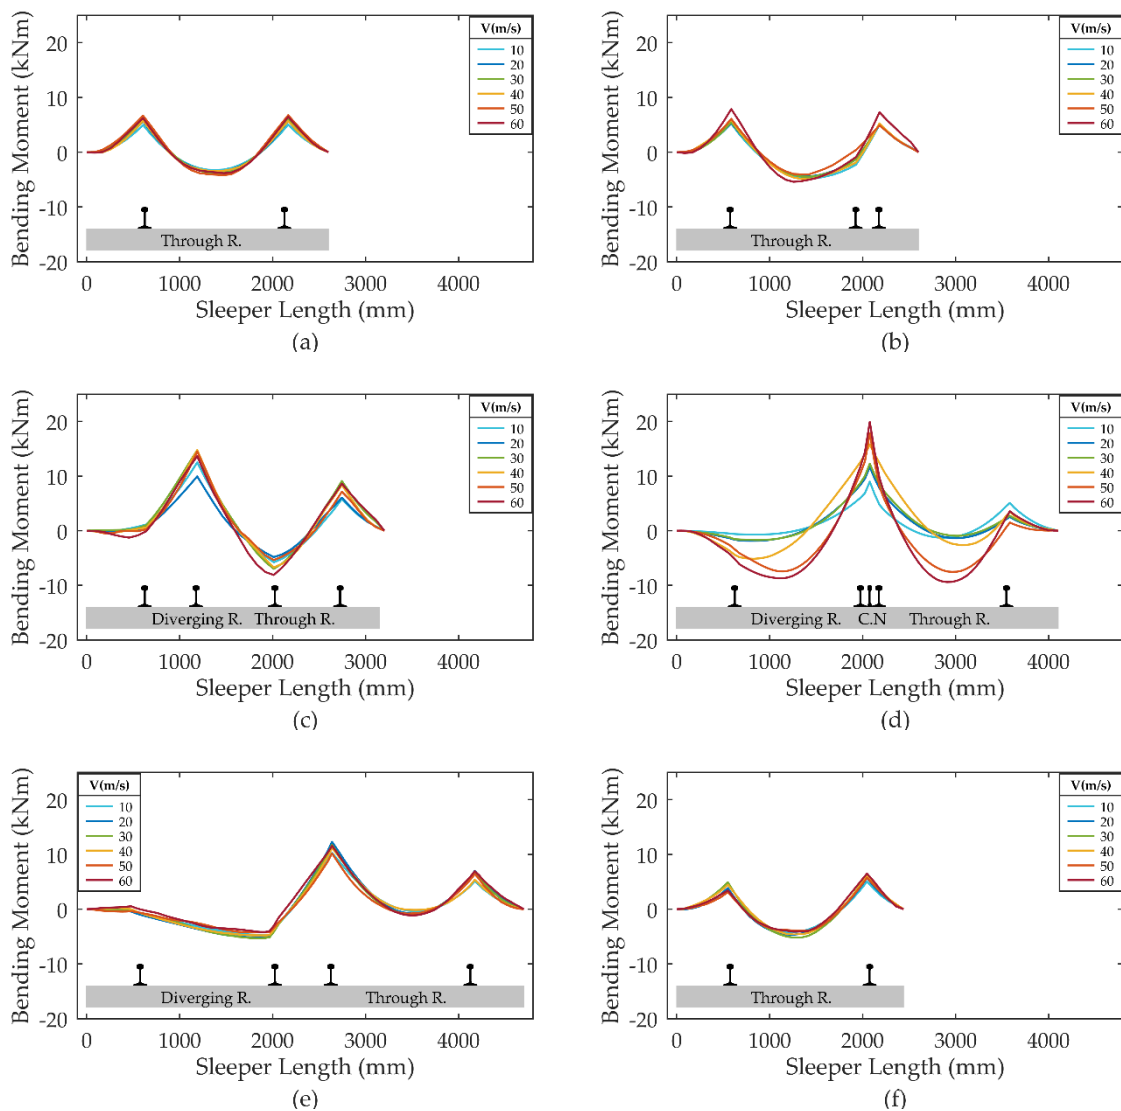 Bending Moment (kNm)
20
10
0
-10
-20
V(m/s)
10
20
30
40
50
60
Through R.
0 1000 2000 3000 4000
Sleeper Length (mm)
(a)
Bending Moment (kNm)
20
10
0
-10
-20
V(m/s)
10
20
30
40
50
60
Through R.
0 1000 2000 3000 4000
Sleeper Length (mm)
(b)
Bending Moment (kNm)
20
10
0
-10
-20
V(m/s)
10
20
30
40
50
60
Diverging R. Through R.
0 1000 2000 3000 4000
Sleeper Length (mm)
(c)
Bending Moment (kNm)
20
10
0
-10
-20
V(m/s)
10
20
30
40
50
60
Diverging R. C.N Through R.
0 1000 2000 3000 4000
Sleeper Length (mm)
(d)
Bending Moment (kNm)
20
10
0
-10
-20
V(m/s)
10
20
30
40
50
60
Diverging R. Through R.
0 1000 2000 3000 4000
Sleeper Length (mm)
(e)
Bending Moment (kNm)
20
10
0
-10
-20
V(m/s)
10
20
30
40
50
60
Through R.
0 1000 2000 3000 4000
Sleeper Length (mm)
(f)